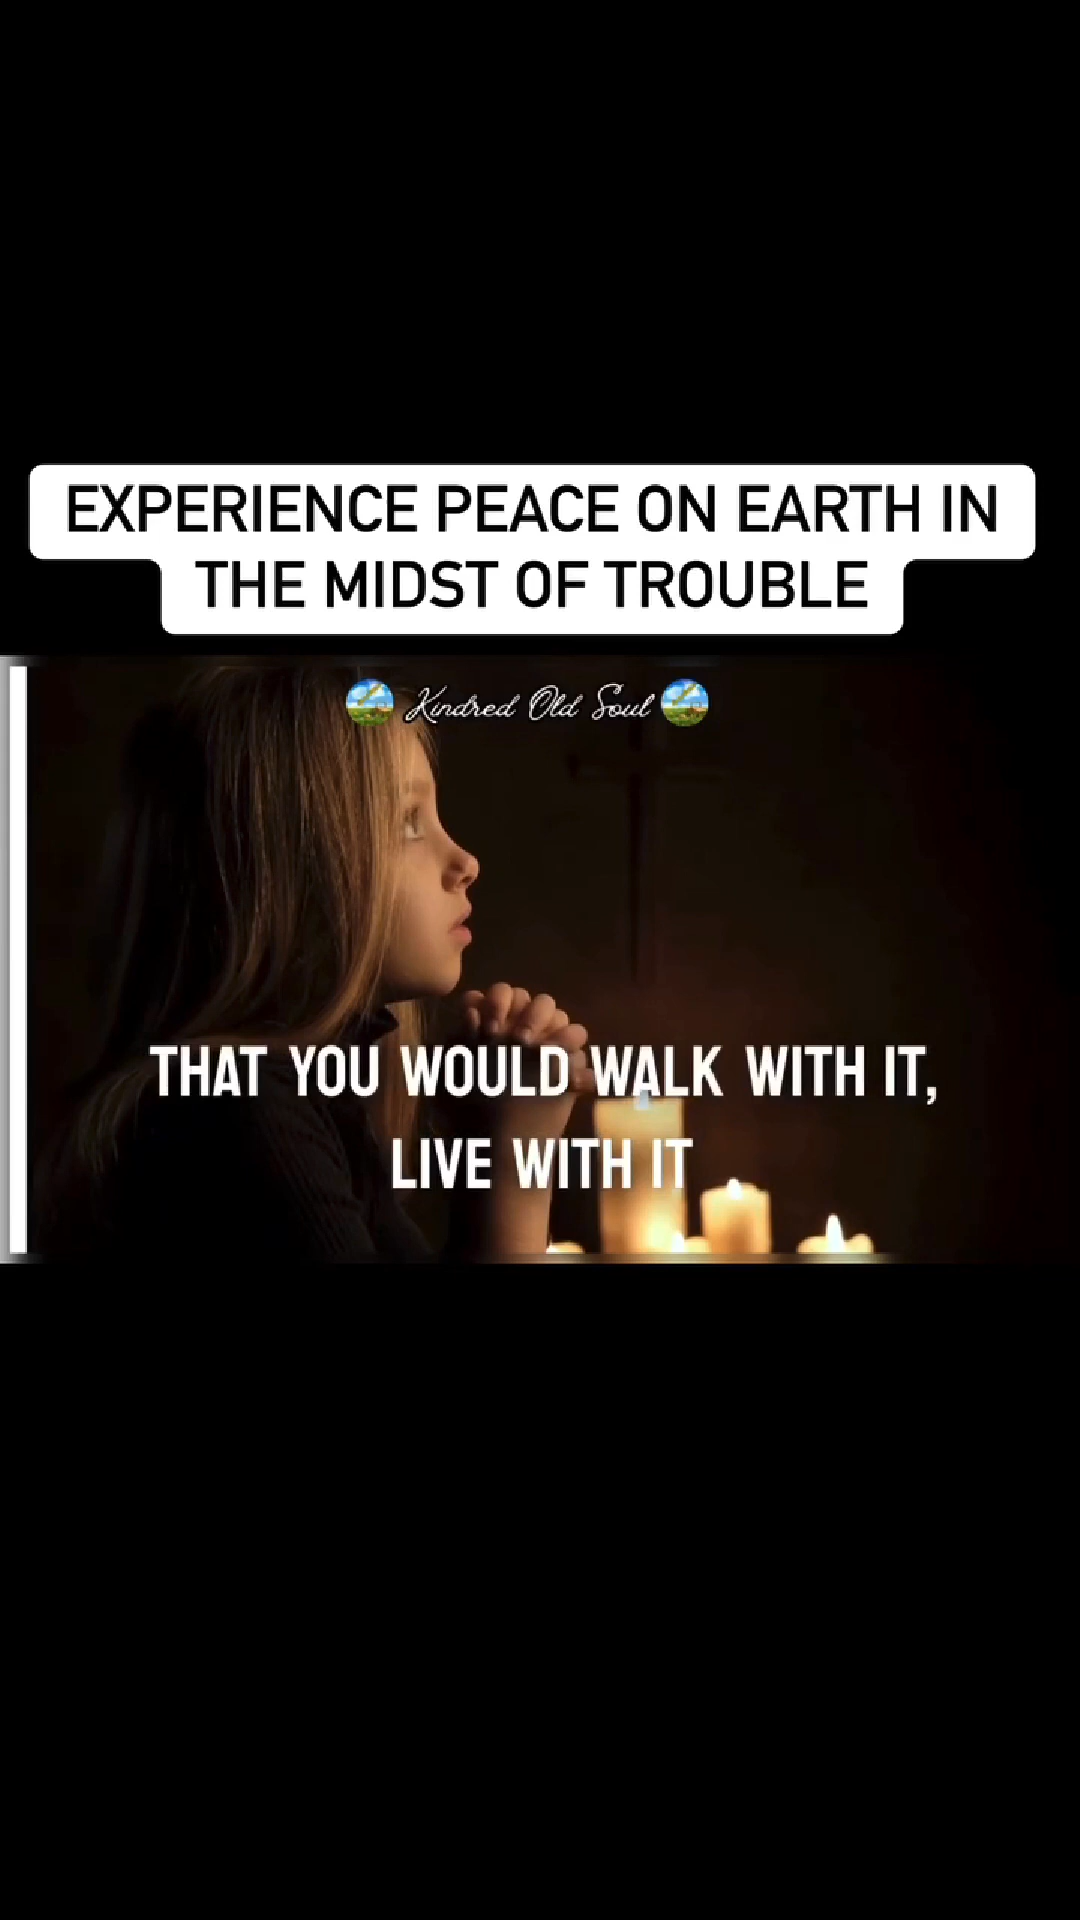 EXPERIENCE PEACE ON EARTH IN
THE MIDST OF TROUBLE
Kindred Old Soul
THAT YOU WOULD WALK WITH IT,
LIVE WITH IT